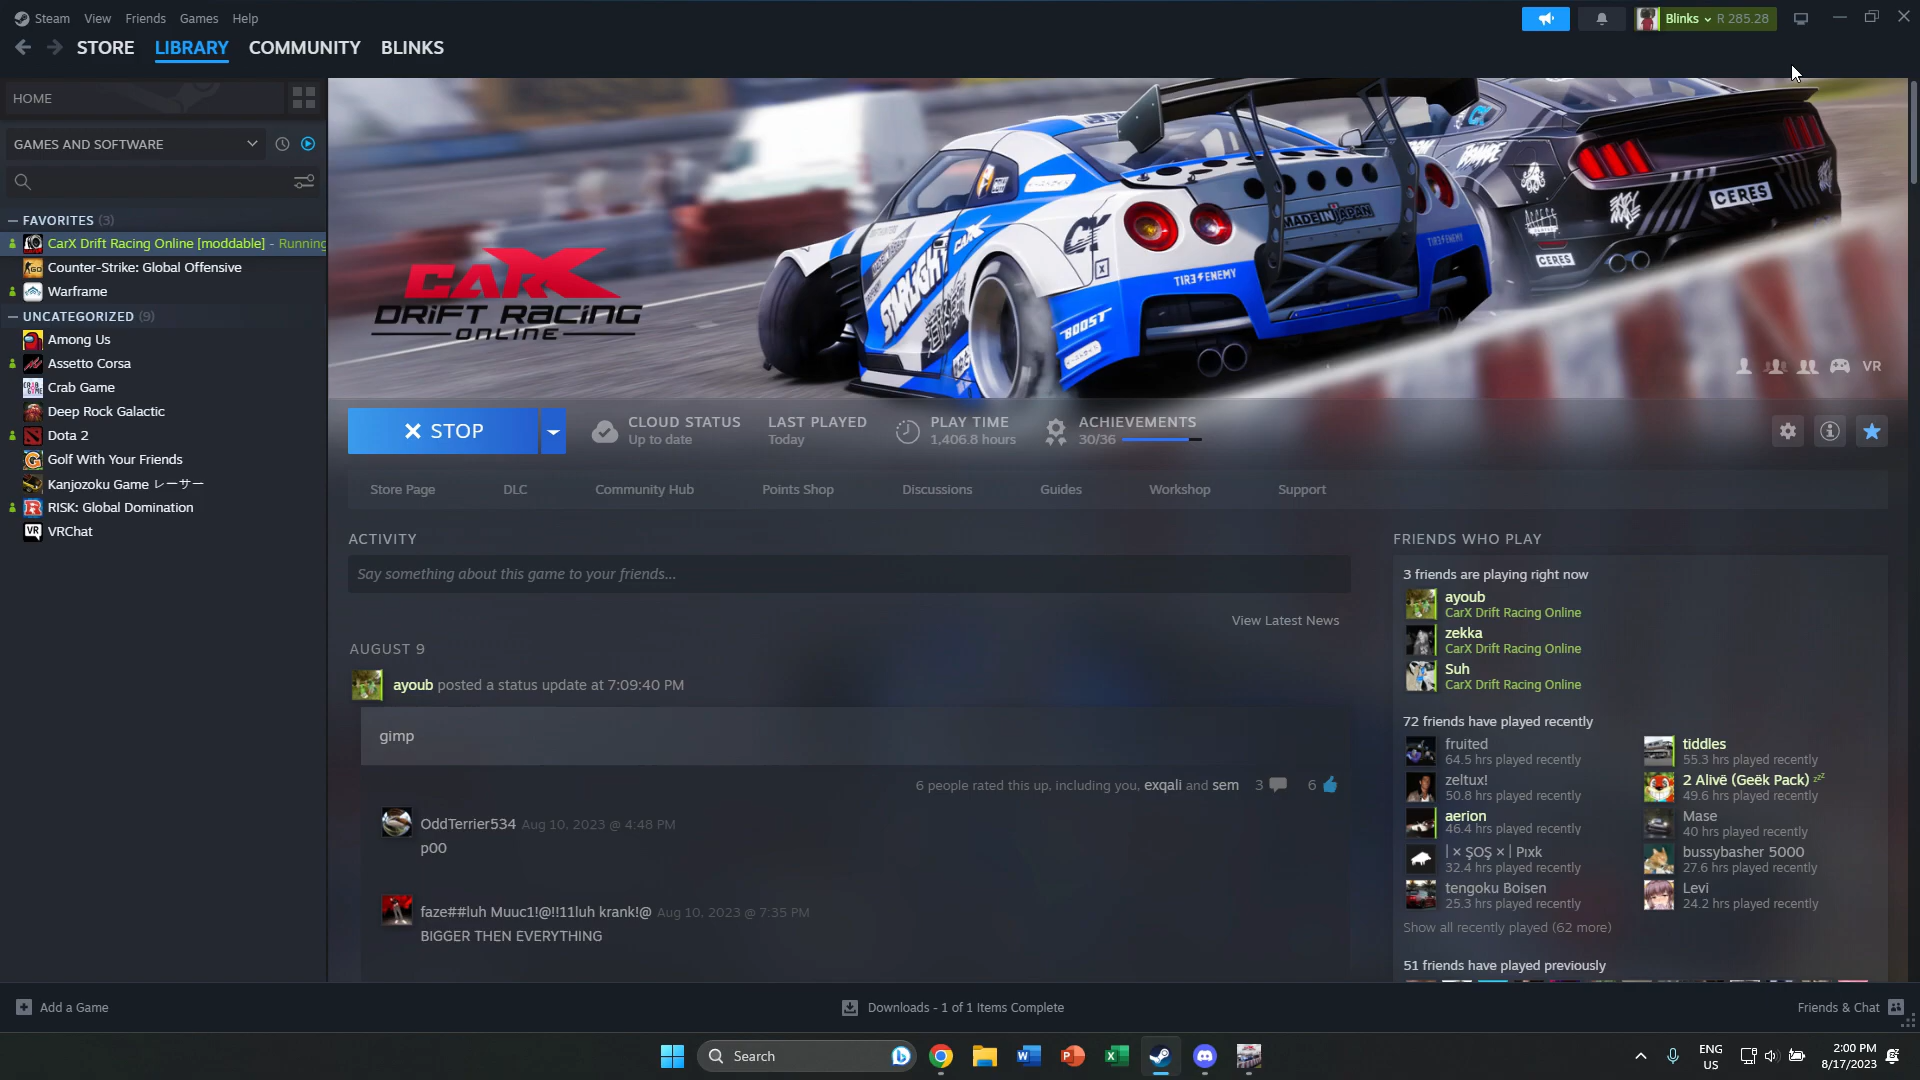 Steam View Friends Games Help
Blinks R 285.28
STORE LIBRARY COMMUNITY BLINKS
HOME
GAMES AND SOFTWARE
FAVORITES (3)
CarX Drift Racing Online [moddable] - Running
Counter-Strike: Global Offensive
Warframe
UNCATEGORIZED (9)
Among Us
Assetto Corsa
Crab Game
Deep Rock Galactic
Dota 2
Golf With Your Friends
Kanjozoku Game レーサー
RISK: Global Domination
VRChat
CARX
DRIFT RACING
ONLINE
MADE IN JAPAN
CERES
CERES
STARLIGHT
BOOST
TIRE ENEMY
VR
STOP
CLOUD STATUS
Up to date
LAST PLAYED
Today
PLAY TIME
1,406.8 hours
ACHIEVEMENTS
30/36
Store Page DLC Community Hub Points Shop Discussions Guides Workshop Support
ACTIVITY
Say something about this game to your friends...
View Latest News
AUGUST 9
ayoub posted a status update at 7:09:40 PM
gimp
6 people rated this up, including you, exqali and sem 3 6
OddTerrier534 Aug 10, 2023 @ 4:48 PM
p00
faze##luh Muuc1!@!!11luh krank!@ Aug 10, 2023 @ 7:35 PM
BIGGER THEN EVERYTHING
FRIENDS WHO PLAY
3 friends are playing right now
ayoub
CarX Drift Racing Online
zekka
CarX Drift Racing Online
Suh
CarX Drift Racing Online
72 friends have played recently
fruited
64.5 hrs played recently
tiddles
55.3 hrs played recently
zeltux!
50.8 hrs played recently
2 Alivē (Geēk Pack) zzz
49.6 hrs played recently
aerion
46.4 hrs played recently
Mase
40 hrs played recently
| × ŞOŞ × | Pıxk
32.4 hrs played recently
bussybasher 5000
27.6 hrs played recently
tengoku Boisen
25.3 hrs played recently
Levi
24.2 hrs played recently
Show all recently played (62 more)
51 friends have played previously
Add a Game
Downloads - 1 of 1 Items Complete
Friends & Chat
Search
ENG
US
2:00 PM
8/17/2023